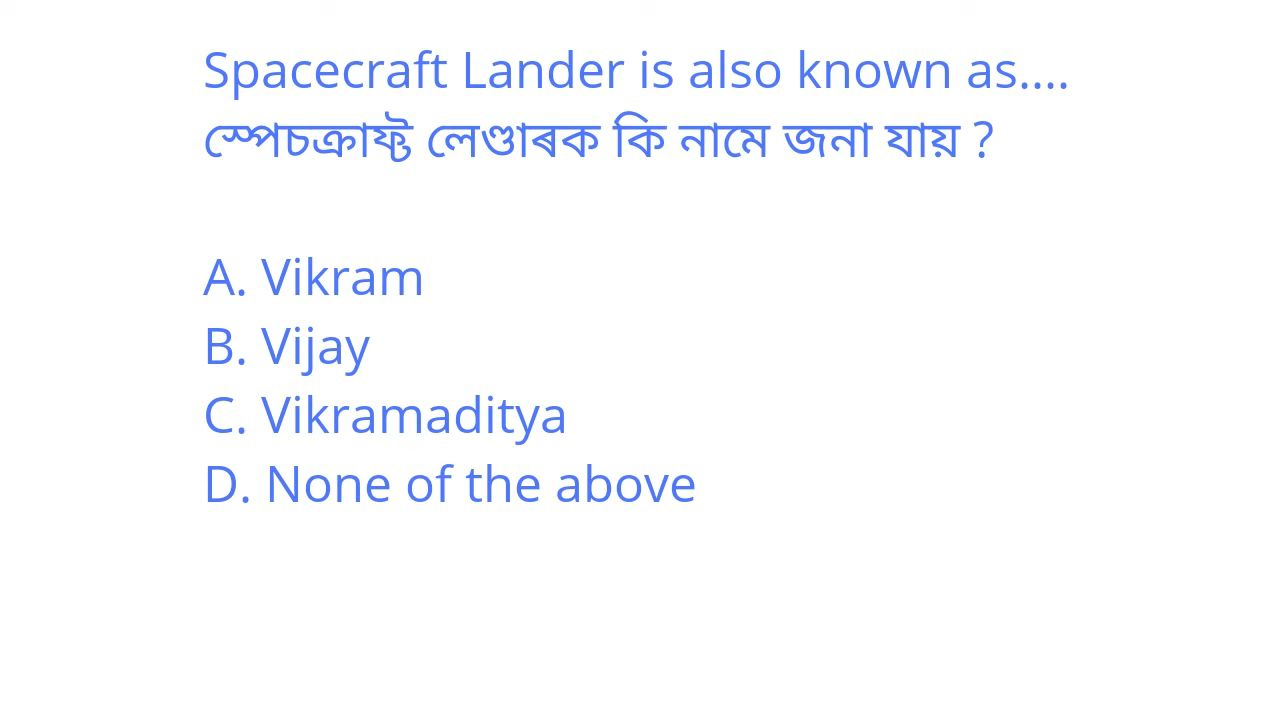 Spacecraft Lander is also known as....
স্পেচক্ৰাফ্ট লেণ্ডাৰক কি নামে জনা যায় ?
A. Vikram
B. Vijay
C. Vikramaditya
D. None of the above